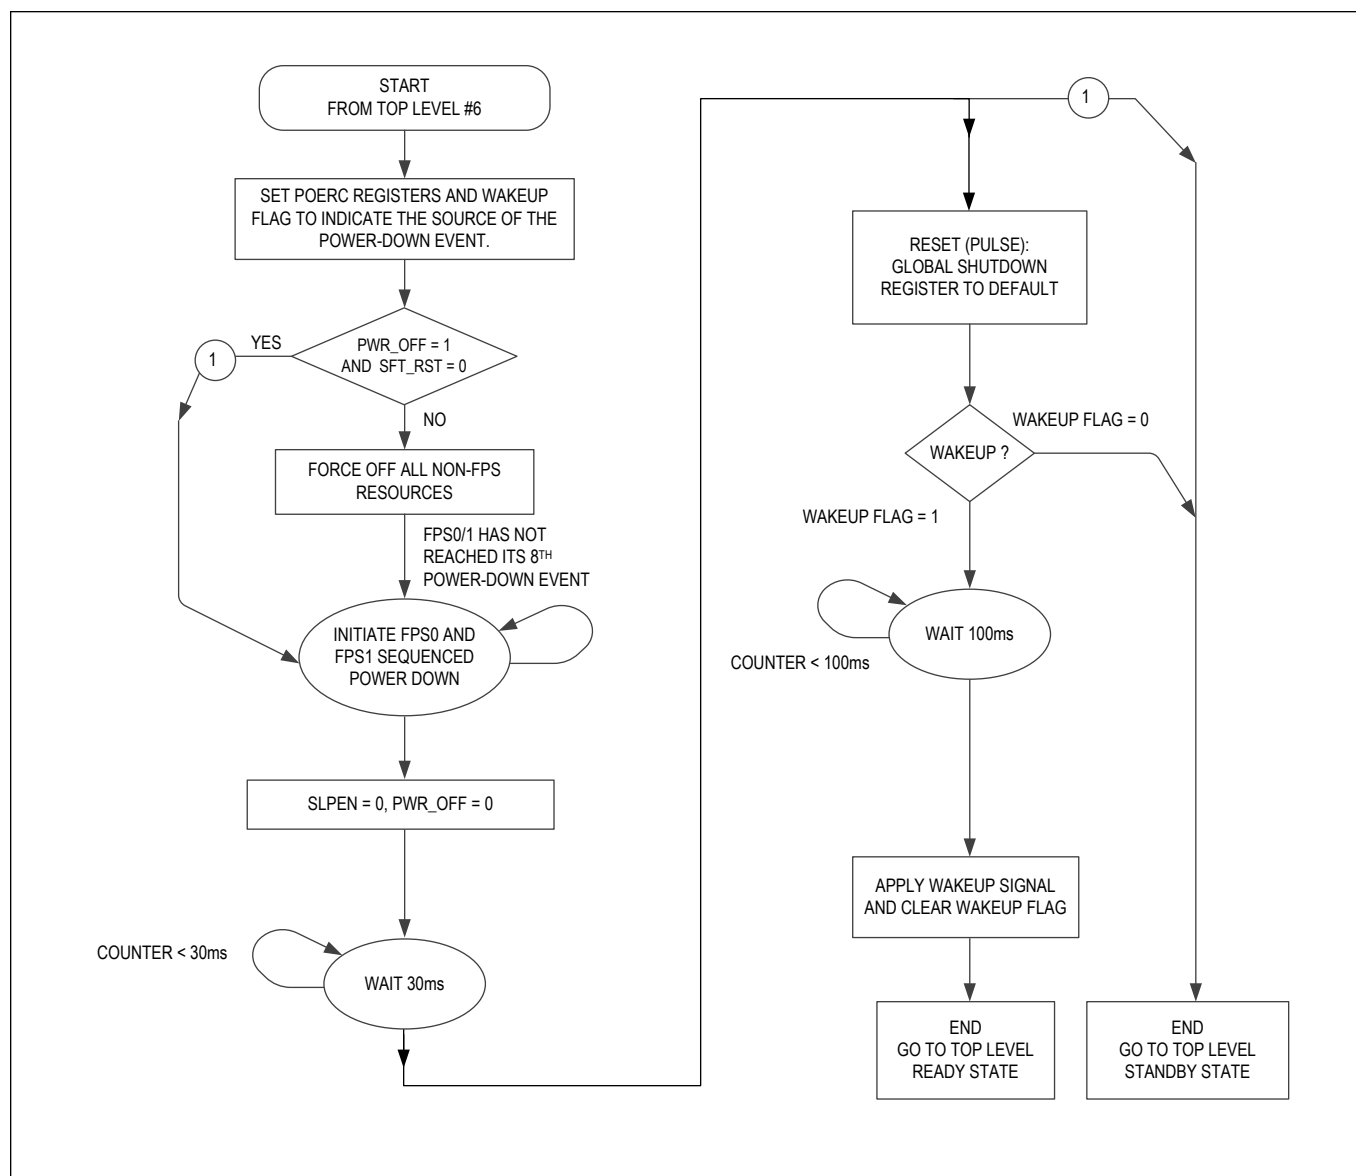 START
FROM TOP LEVEL #6
SET POERC REGISTERS AND WAKEUP
FLAG TO INDICATE THE SOURCE OF THE
POWER-DOWN EVENT.
YES
1
PWR_OFF = 1
AND SFT_RST = 0
NO
FORCE OFF ALL NON-FPS
RESOURCES
FPS0/1 HAS NOT
REACHED ITS 8TH
POWER-DOWN EVENT
INITIATE FPS0 AND
FPS1 SEQUENCED
POWER DOWN
SLPEN = 0, PWR_OFF = 0
COUNTER < 30ms
WAIT 30ms
1
RESET (PULSE):
GLOBAL SHUTDOWN
REGISTER TO DEFAULT
WAKEUP FLAG = 0
WAKEUP ?
WAKEUP FLAG = 1
WAIT 100ms
COUNTER < 100ms
APPLY WAKEUP SIGNAL
AND CLEAR WAKEUP FLAG
END
GO TO TOP LEVEL
READY STATE
END
GO TO TOP LEVEL
STANDBY STATE